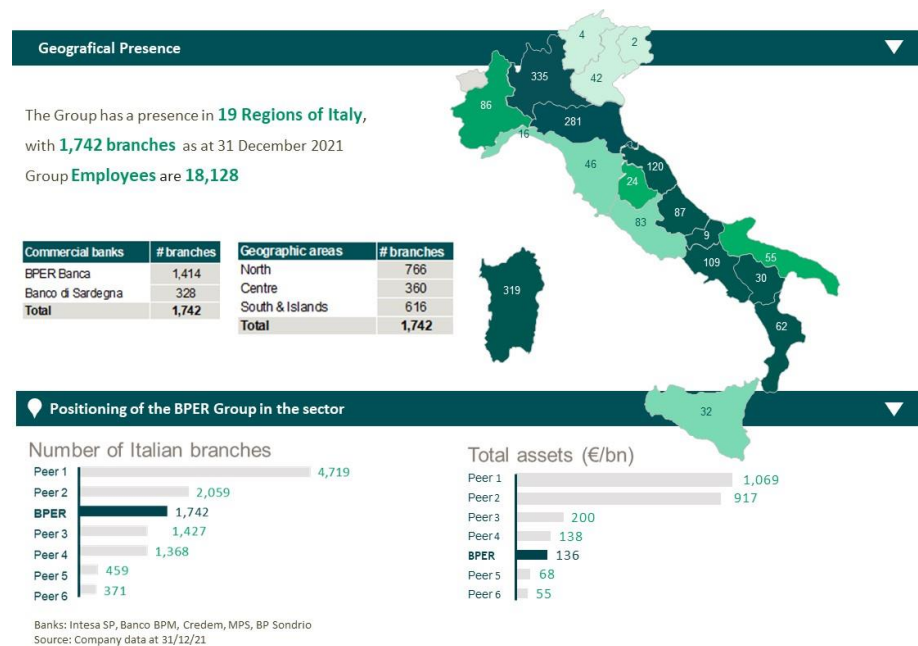 Geografical Presence
The Group has a presence in 19 Regions of Italy,
with 1,742 branches as at 31 December 2021
Group Employees are 18,128
Commercial banks # branches
BPER Banca 1,414
Banco di Sardegna 328
Total 1,742
Geographic areas # branches
North 766
Centre 360
South & Islands 616
Total 1,742
4
2
335
42
86
281
16
3
46
120
24
87
83
9
109
55
30
319
62
32
Positioning of the BPER Group in the sector
Number of Italian branches
Peer 1 4,719
Peer 2 2,059
BPER 1,742
Peer 3 1,427
Peer 4 1,368
Peer 5 459
Peer 6 371
Total assets (€/bn)
Peer 1 1,069
Peer 2 917
Peer 3 200
Peer 4 138
BPER 136
Peer 5 68
Peer 6 55
Banks: Intesa SP, Banco BPM, Credem, MPS, BP Sondrio
Source: Company data at 31/12/21